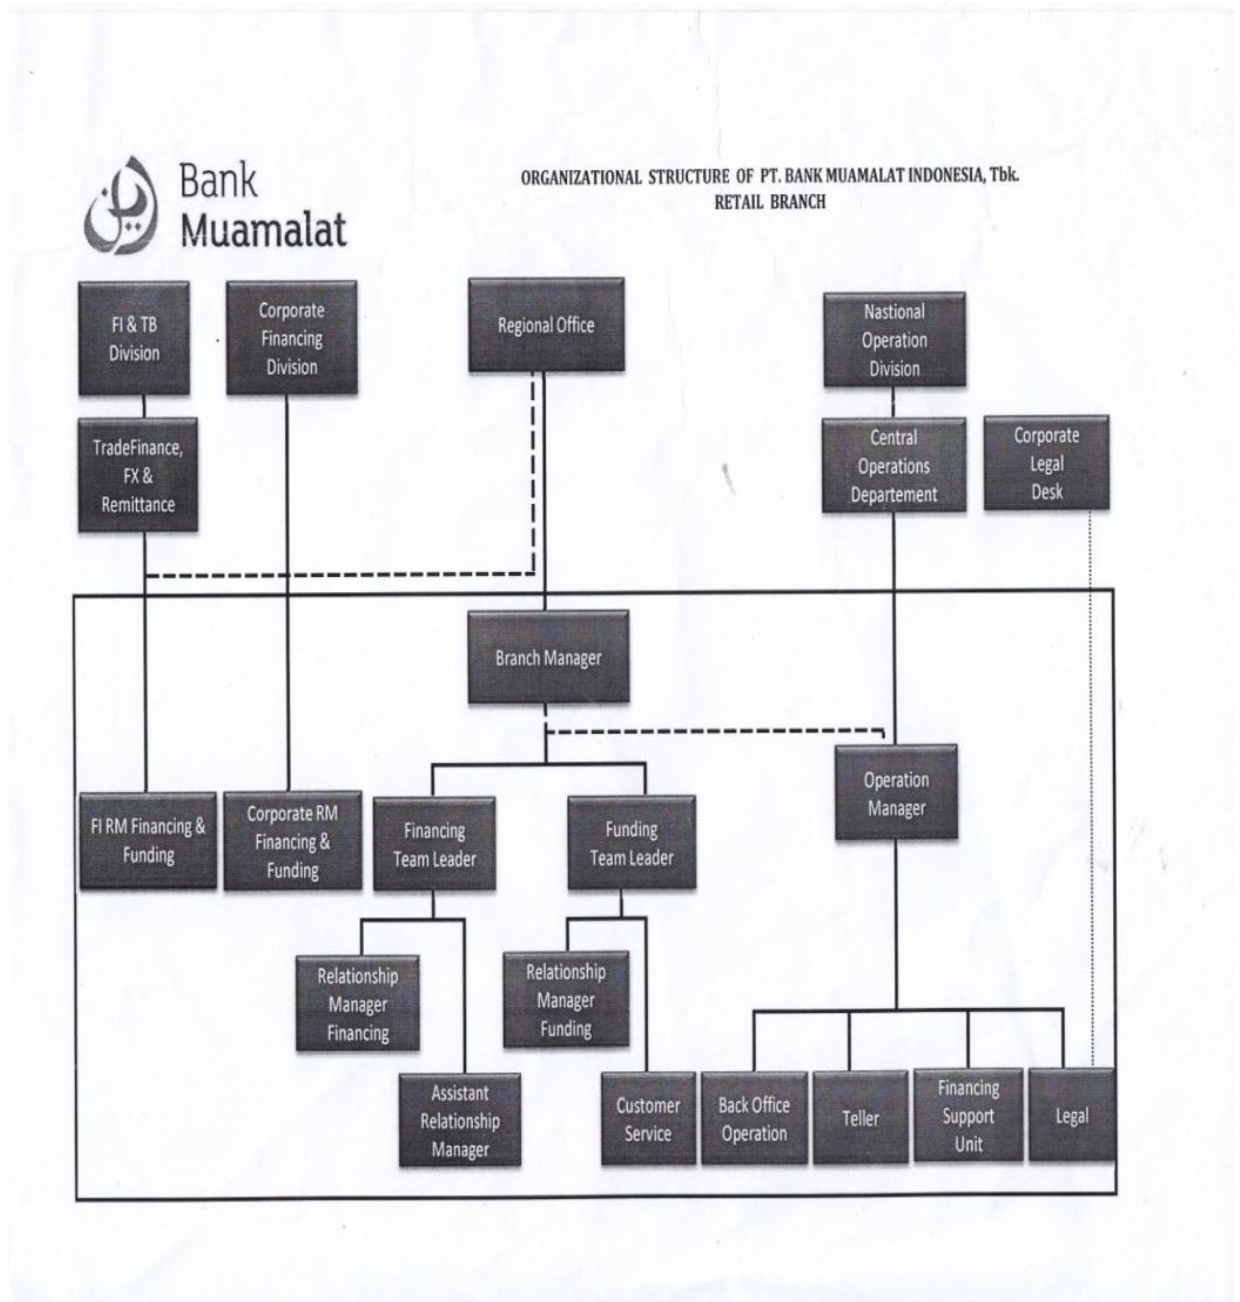 Bank
Muamalat
ORGANIZATIONAL STRUCTURE OF PT. BANK MUAMALAT INDONESIA, Tbk.
RETAIL BRANCH
FI & TB
Division
Corporate
Financing
Division
Regional Office
Nastional
Operation
Division
TradeFinance,
FX &
Remittance
Central
Operations
Departement
Corporate
Legal
Desk
Branch Manager
Operation
Manager
FI RM Financing &
Funding
Corporate RM
Financing &
Funding
Financing
Team Leader
Funding
Team Leader
Relationship
Manager
Financing
Relationship
Manager
Funding
Assistant
Relationship
Manager
Customer
Service
Back Office
Operation
Teller
Financing
Support
Unit
Legal